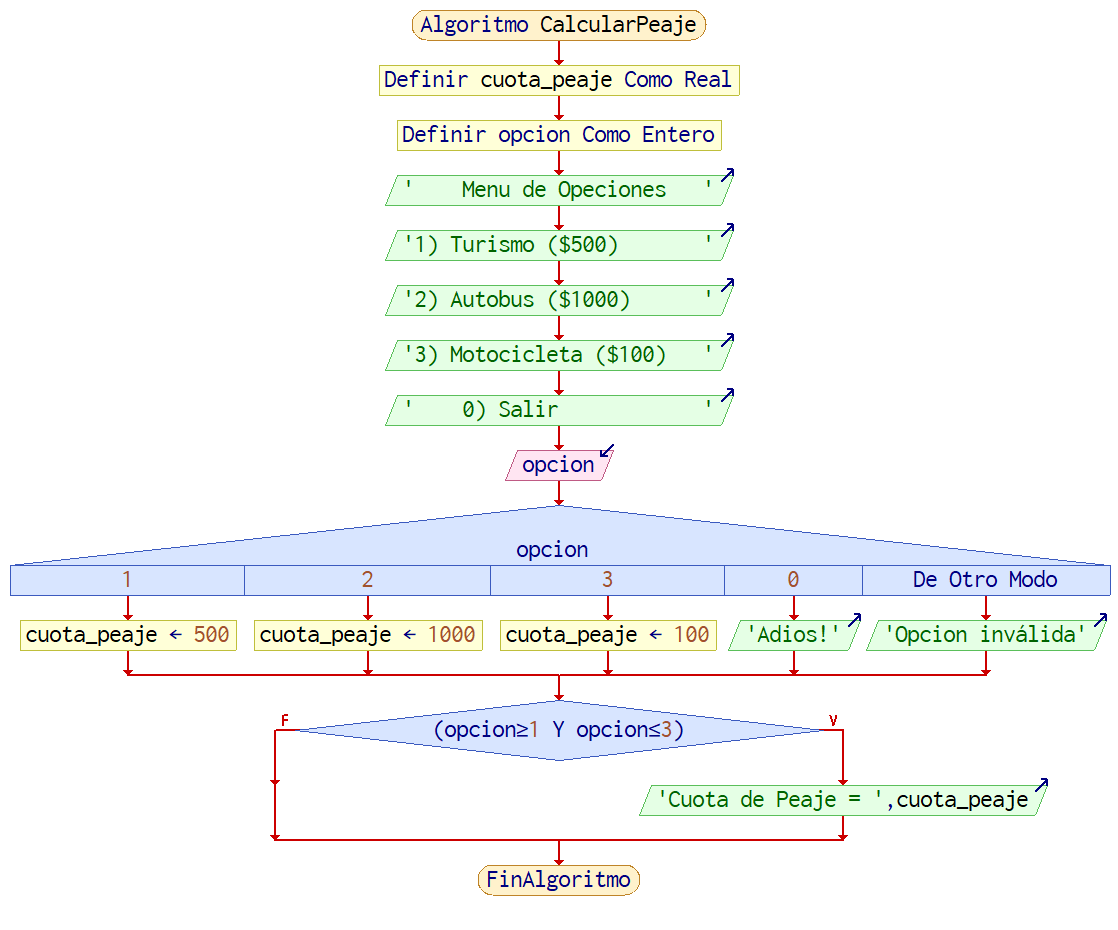 Algoritmo CalcularPeaje
Definir cuota_peaje Como Real
Definir opcion Como Entero
'    Menu de Opeciones   '
'1) Turismo ($500)       '
'2) Autobus ($1000)      '
'3) Motocicleta ($100)   '
'    0) Salir            '
opcion
opcion
1 2 3 0 De Otro Modo
cuota_peaje ← 500 cuota_peaje ← 1000 cuota_peaje ← 100 'Adios!' 'Opcion inválida'
F V
(opcion≥1 Y opcion≤3)
'Cuota de Peaje = ',cuota_peaje
FinAlgoritmo